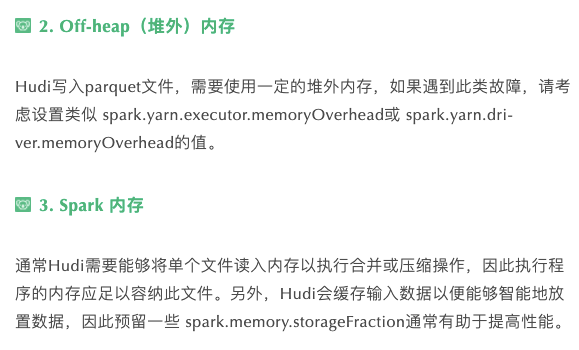 2. Off-heap（堆外）内存
Hudi写入parquet文件，需要使用一定的堆外内存，如果遇到此类故障，请考
虑设置类似 spark.yarn.executor.memoryOverhead或 spark.yarn.dri-
ver.memoryOverhead的值。
3. Spark 内存
通常Hudi需要能够将单个文件读入内存以执行合并或压缩操作，因此执行程
序的内存应足以容纳此文件。另外，Hudi会缓存输入数据以便能够智能地放
置数据，因此预留一些 spark.memory.storageFraction通常有助于提高性能。